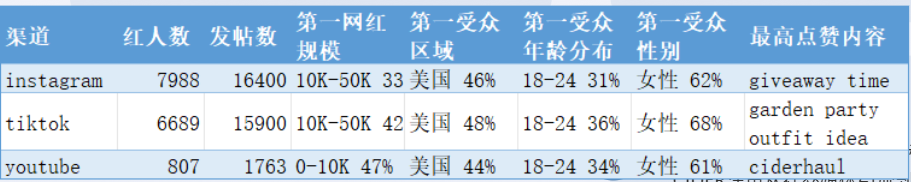 渠道 红人数 发帖数 第一网红规模 第一受众区域 第一受众年龄分布 第一受众性别 最高点赞内容
instagram 7988 16400 10K-50K 33 美国 46% 18-24 31% 女性 62% giveaway time
tiktok 6689 15900 10K-50K 42 美国 48% 18-24 36% 女性 68% garden party outfit idea
youtube 807 1763 0-10K 47% 美国 44% 18-24 34% 女性 61% ciderhaul